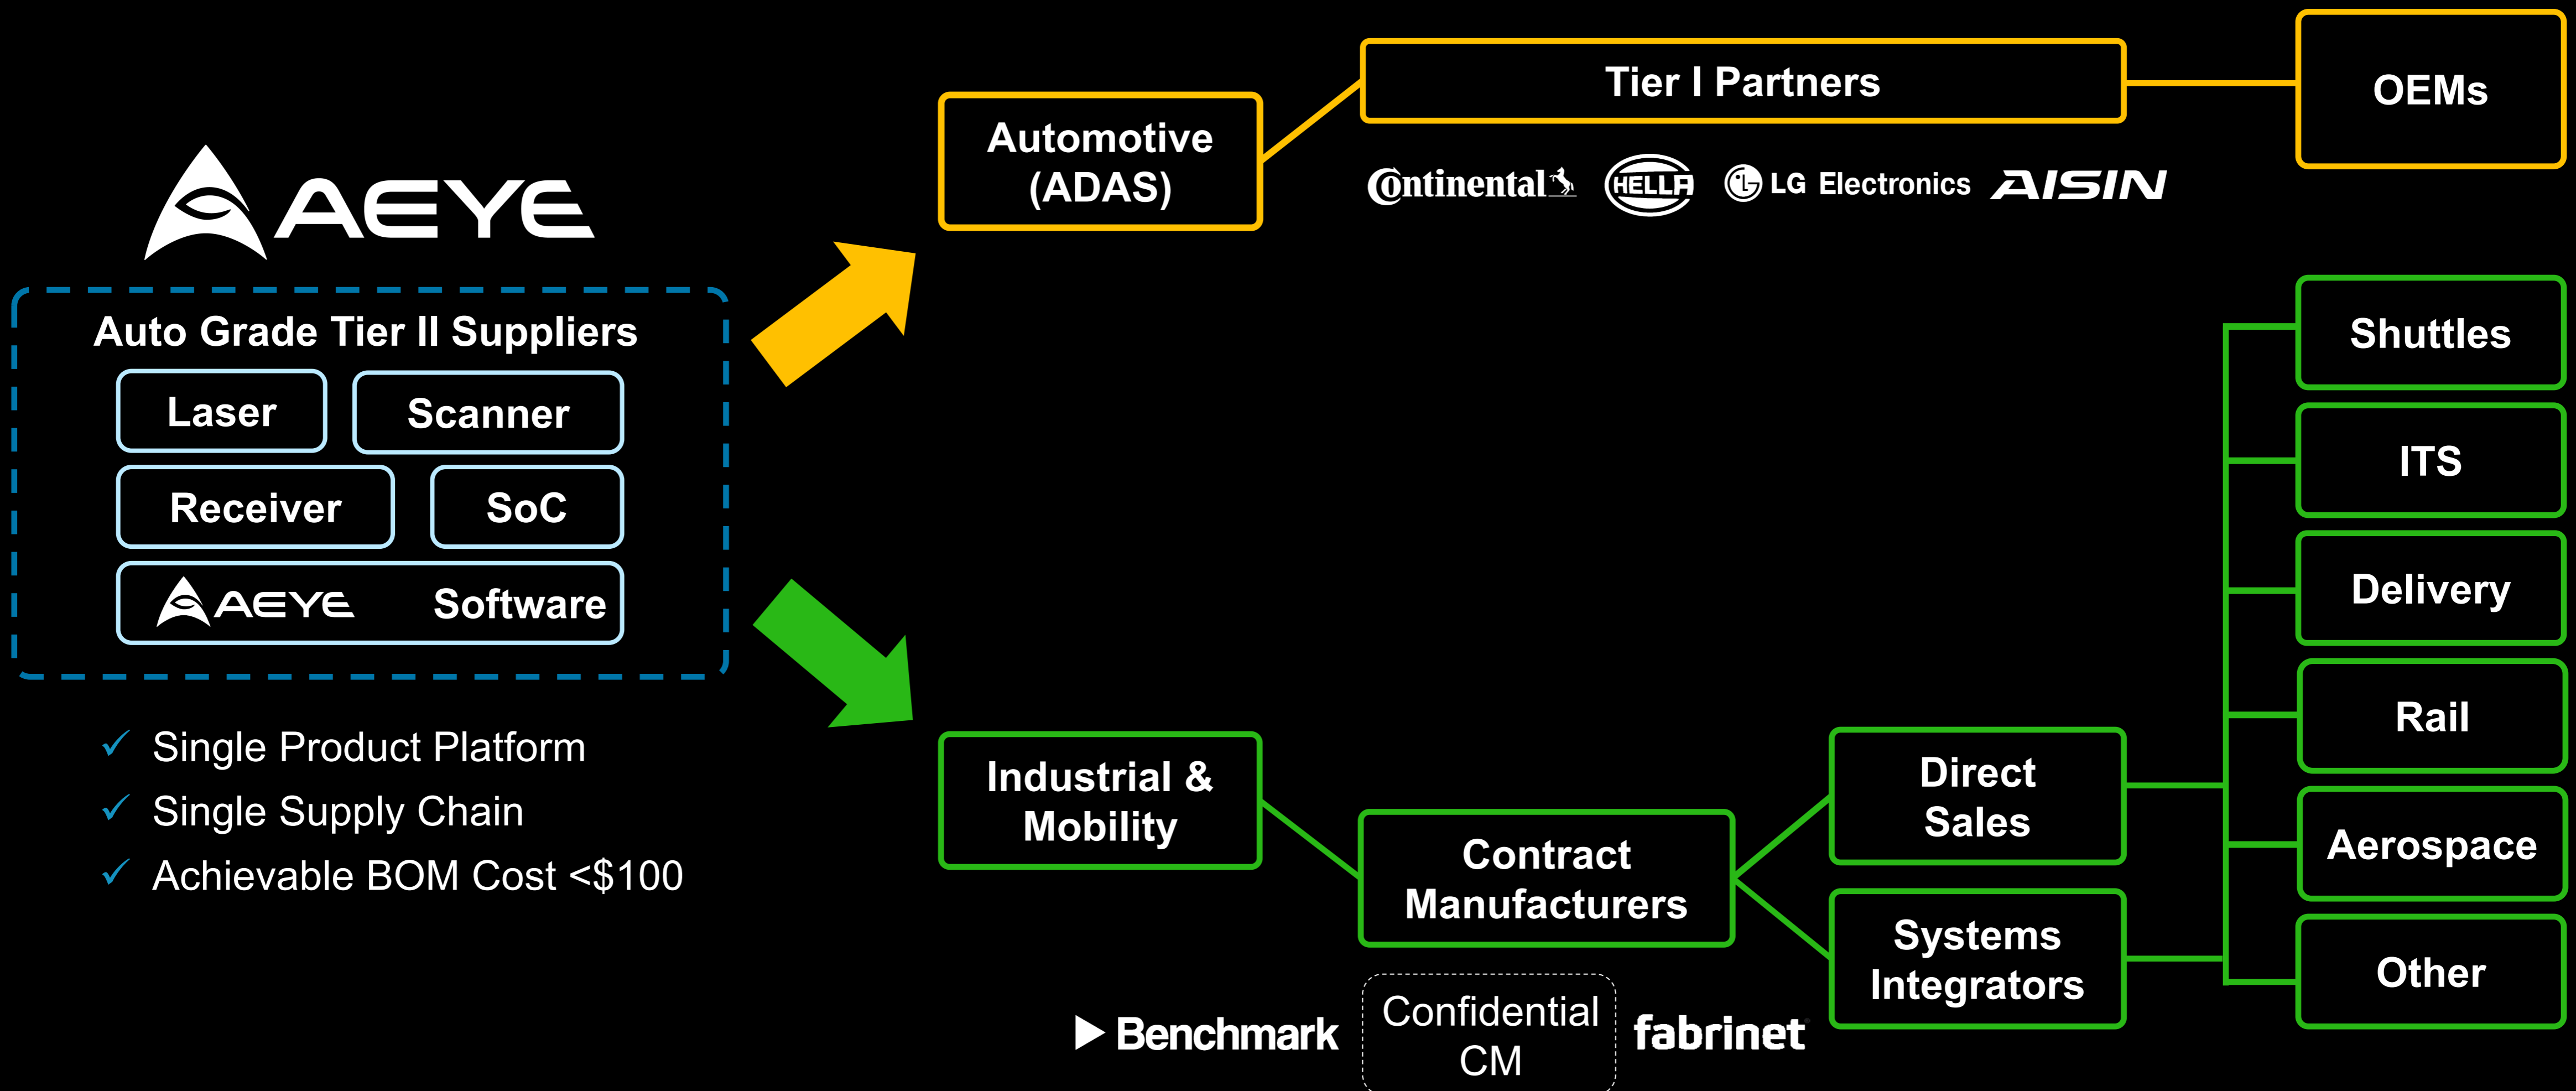 AEYE
Auto Grade Tier II Suppliers
Laser
Scanner
Receiver
SoC
AEYE Software
✓ Single Product Platform
✓ Single Supply Chain
✓ Achievable BOM Cost <$100
Automotive
(ADAS)
Tier I Partners
Continental
HELLA
LG Electronics
AISIN
OEMs
Industrial &
Mobility
Contract
Manufacturers
Benchmark
Confidential
CM
fabrinet
Direct
Sales
Systems
Integrators
Shuttles
ITS
Delivery
Rail
Aerospace
Other